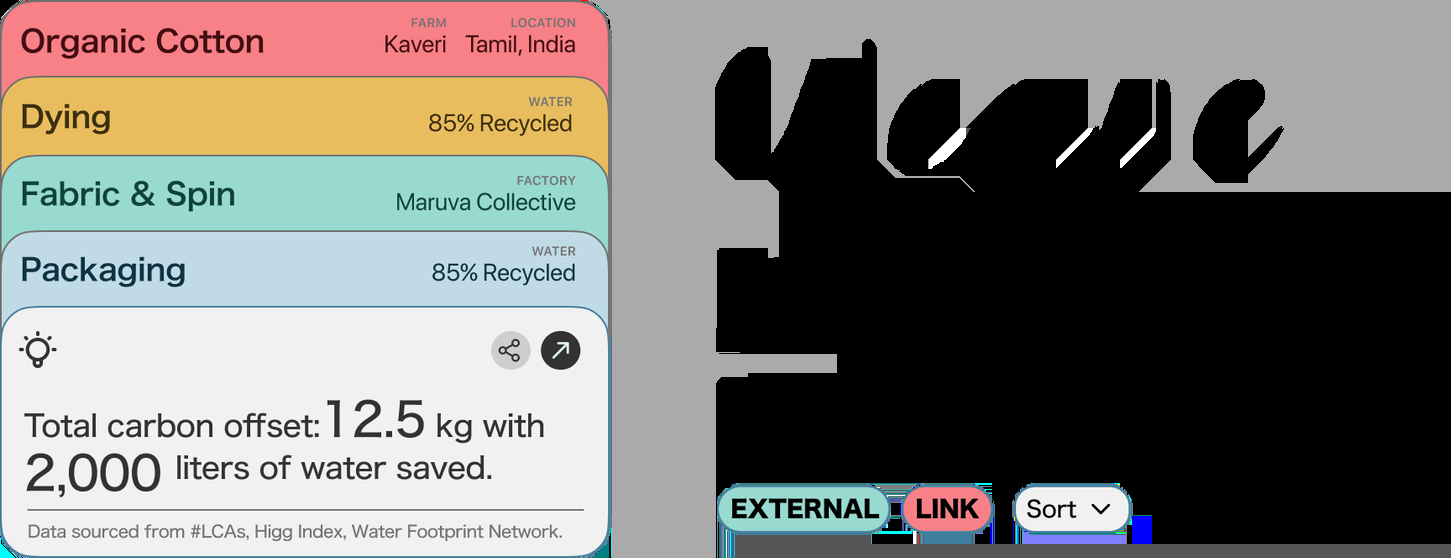 Organic Cotton
FARM
Kaveri
LOCATION
Tamil, India
Dying
WATER
85% Recycled
Fabric & Spin
FACTORY
Maruva Collective
Packaging
WATER
85% Recycled
Total carbon offset: 12.5 kg with
2,000 liters of water saved.
Data sourced from #LCAs, Higg Index, Water Footprint Network.
EXTERNAL LINK Sort